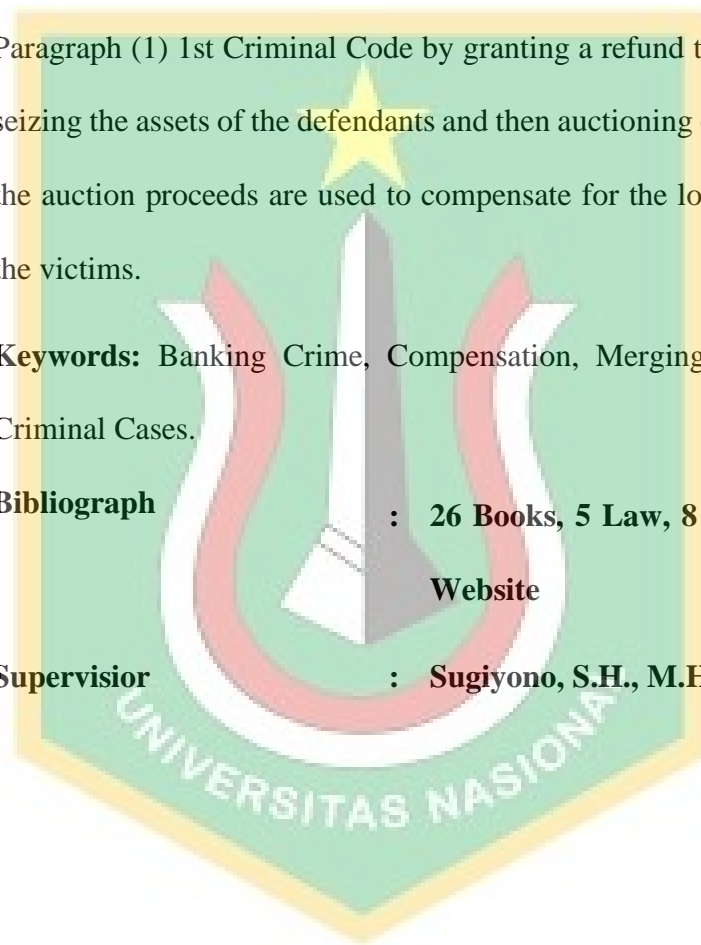 Paragraph (1) 1st Criminal Code by granting a refund
seizing the assets of the defendants and then auctioning
the auction proceeds are used to compensate for the
the victims.
Keywords: Banking Crime, Compensation, Merging
Criminal Cases.
Bibliograph : 26 Books, 5 Law, 8
Website
Supervisior : Sugiyono, S.H.,
UNIVERSITAS NASIONAL